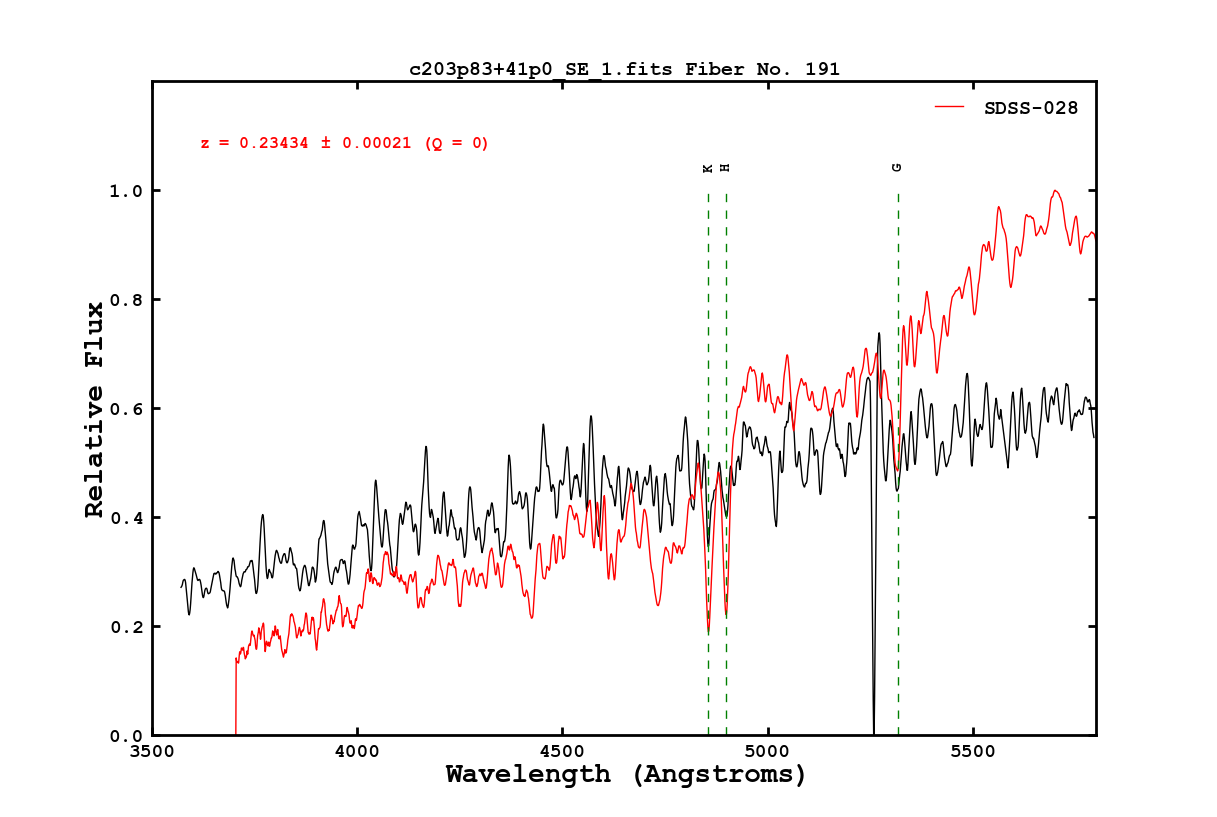 c203p83+41p0_SE_1.fits Fiber No. 191
SDSS-028
z = 0.23434 ± 0.00021 (Q = 0)
K H G
1.0
0.8
0.6
0.4
0.2
0.0
Relative Flux
3500 4000 4500 5000 5500
Wavelength (Angstroms)